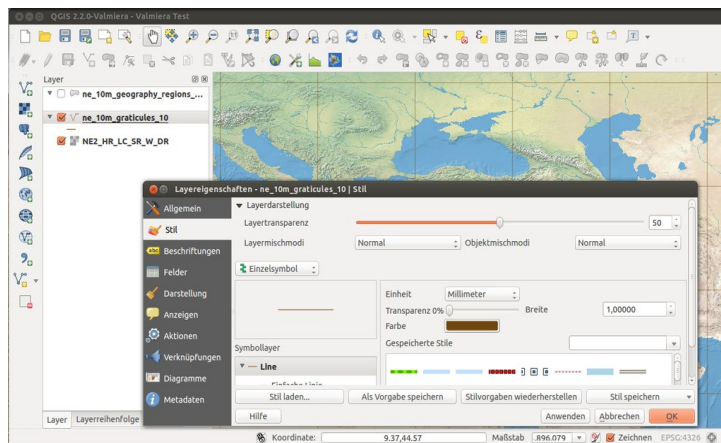 QGIS 2.2.0-Valmiera - Valmiera Test
Layer
ne_10m_geography_regions_...
ne_10m_graticules_10
NE2_HR_LC_SR_W_DR
Layereigenschaften - ne_10m_graticules_10 | Stil
Allgemein
Stil
abc Beschriftungen
Felder
Darstellung
Anzeigen
Aktionen
Verknüpfungen
Diagramme
Metadaten
Layerdarstellung
Layertransparenz 50
Layermischmodi Normal Objektmischmodi Normal
Einzelsymbol
Einheit Millimeter
Transparenz 0% Breite 1,00000
Farbe
Symbollayer
Gespeicherte Stile
Line
Einfache Linie
Stil laden... Als Vorgabe speichern Stilvorgaben wiederherstellen Stil speichern
Hilfe Anwenden Abbrechen OK
Layer Layerreihenfolge
Koordinate: 9.37,44.57 Maßstab .896.079 Zeichnen EPSG:4326